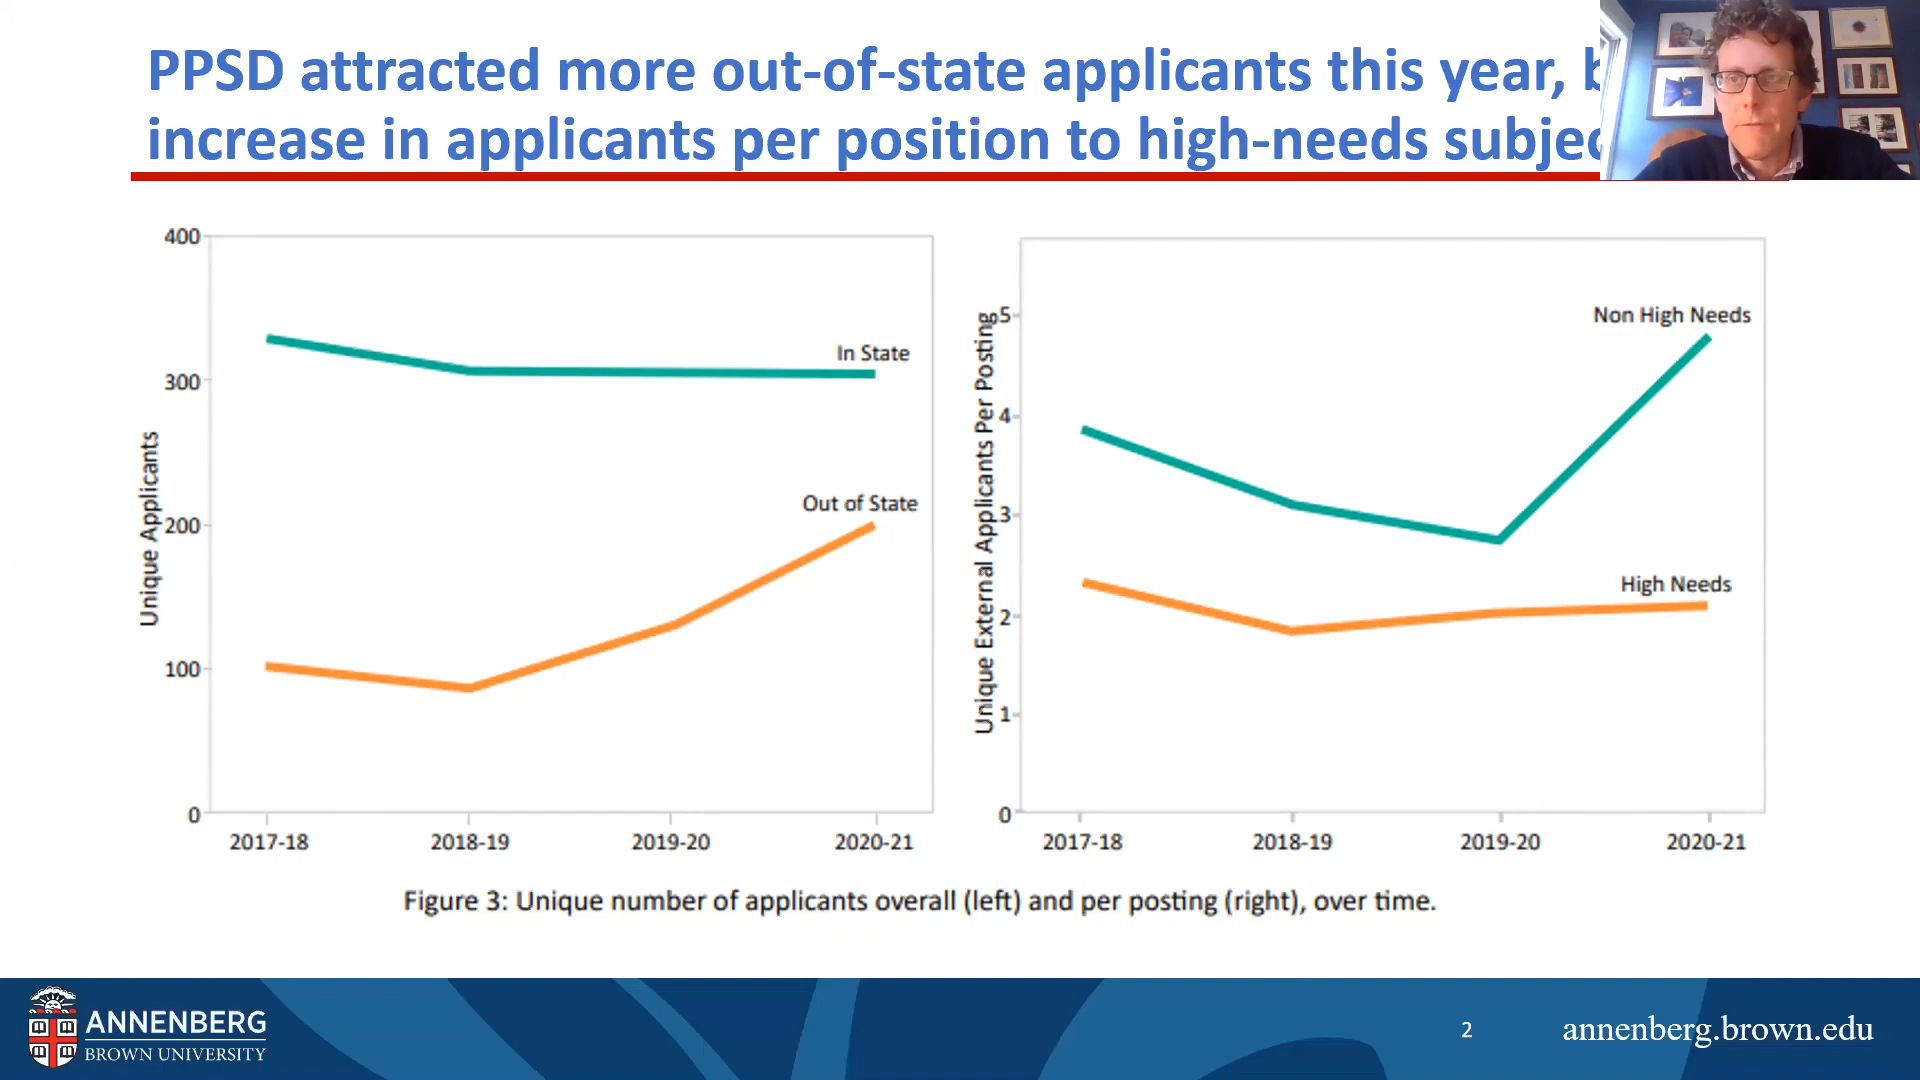 PPSD attracted more out-of-state applicants this year,
increase in applicants per position to high-needs
400
300
200
100
0
Unique Applicants
In State
Out of State
2017-18
2018-19
2019-20
2020-21
5
4
3
2
1
0
Unique External Applicants Per Posting
Non High Needs
High Needs
2017-18
2018-19
2019-20
2020-21
Figure 3: Unique number of applicants overall (left) and per posting (right), over time.
ANNENBERG
BROWN UNIVERSITY
2
annenberg.brown.edu